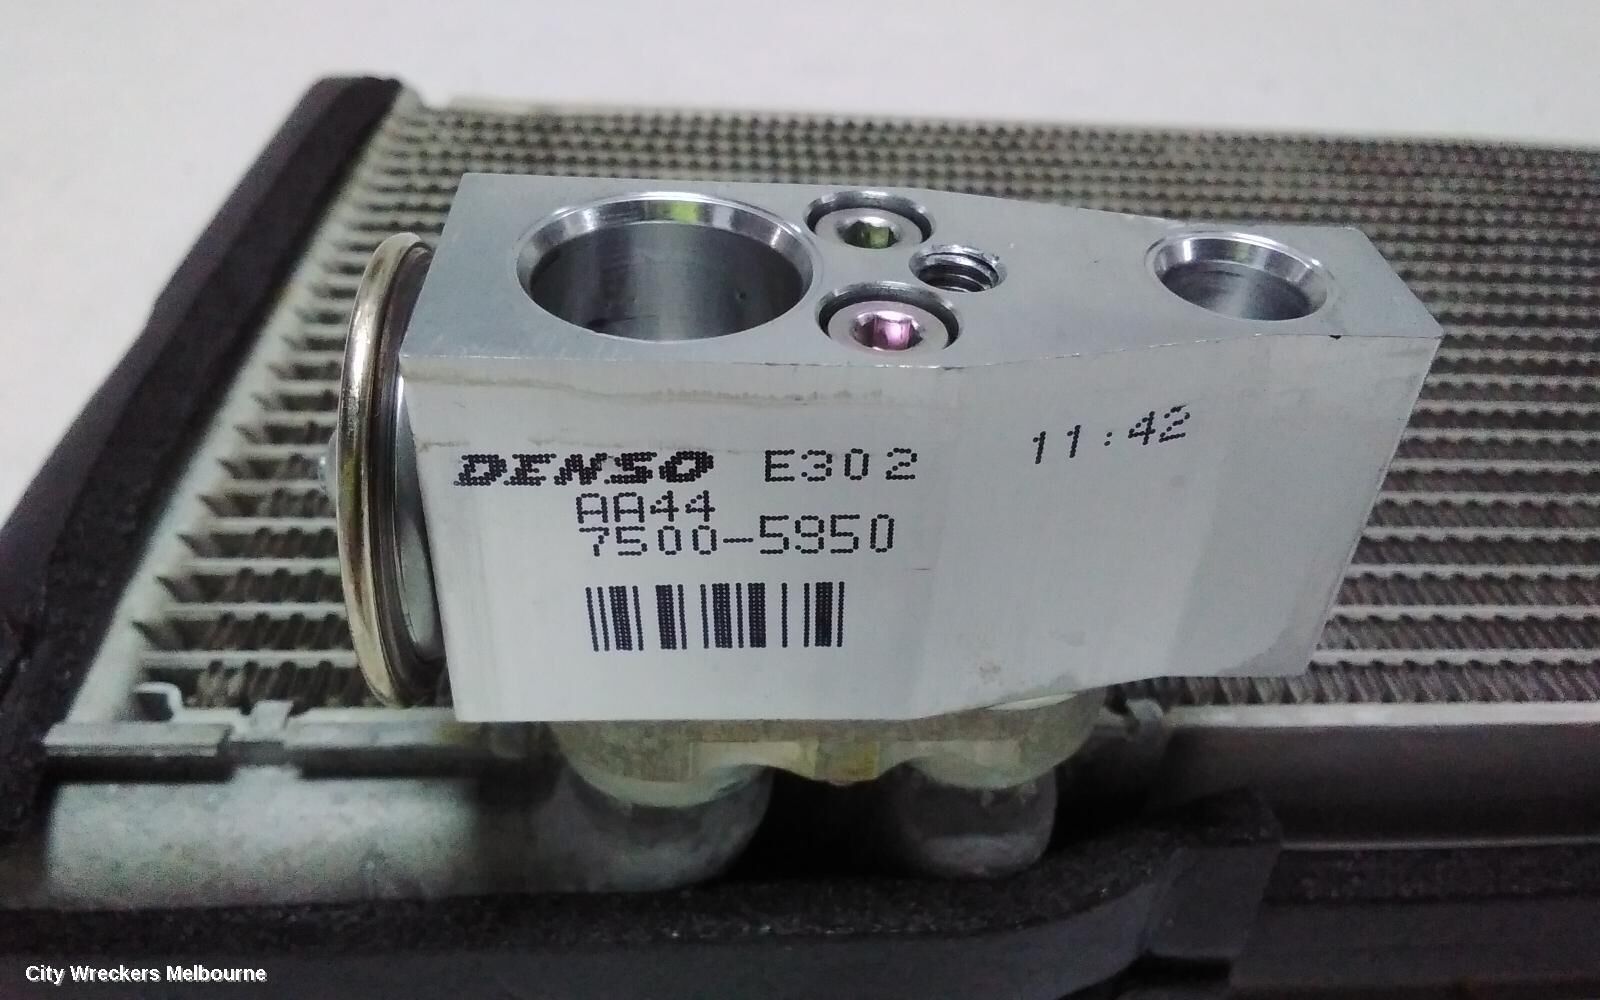 DENSO E302 11:42
AA44
7500-5950
City Wreckers Melbourne